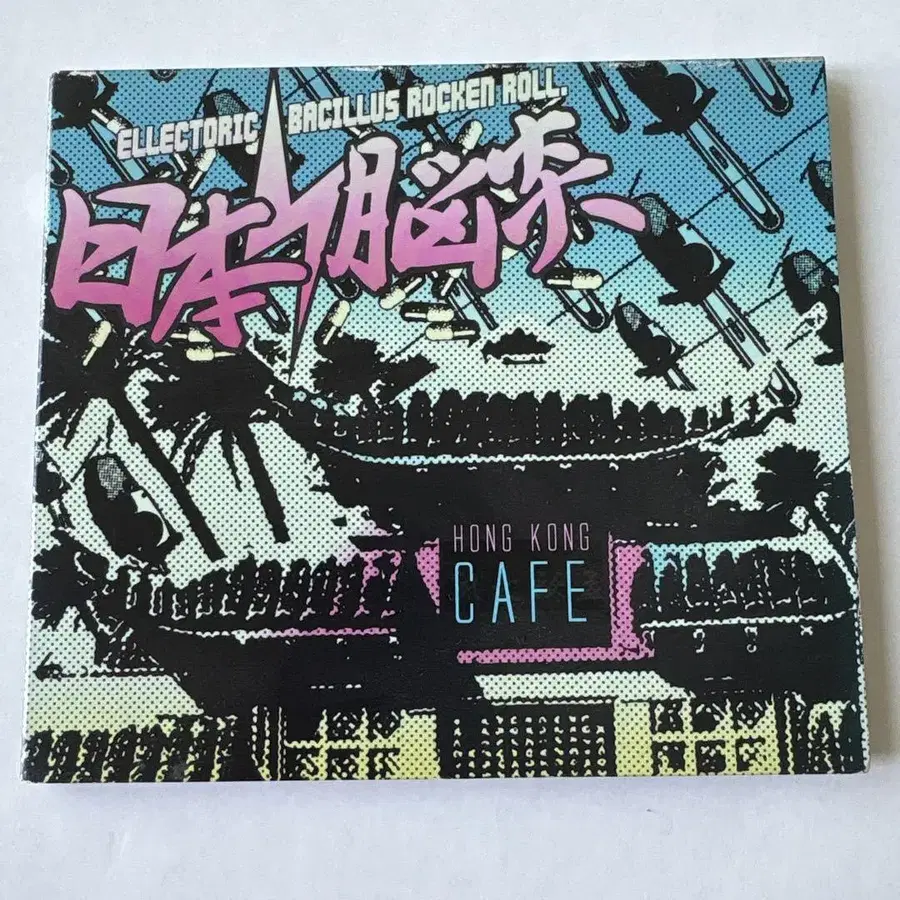 ELLECTORIC BACILLUS ROCKEN ROLL.
日本脳炎
HONG KONG
CAFE